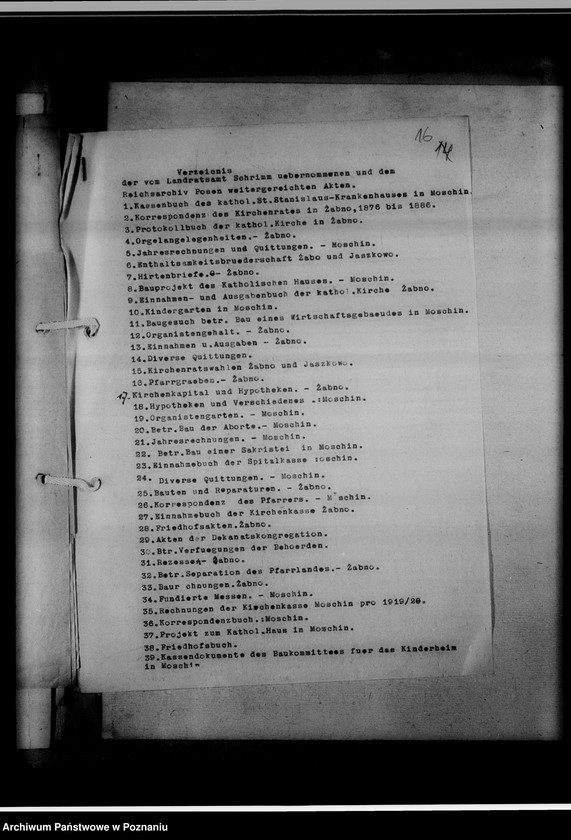 16
14
Verzeicnis
der vom Landratsamt Schrimm uebernommenen und dem
Reichsarchiv Posen weitergereichten Akten.
1.Kassenbuch des kathol.St.Stanislaus-Krankenhauses in Moschin.
2.Korrespondenz des Kirchenrates in Żabno,1876 bis 1886.
3.Protokollbuch der kathol.Kirche in Żabno.
4.Orgelangelegenheiten.- Żabno.
5.Jahresrechnungen und Quittungen. - Moschin.
6.Enthaltsamkeitsbruederschaft Żabo und Jaszkowo.
7.Hirtenbriefe.- Żabno.
8.Bauprojekt des Katholischen Hauses. - Moschin.
9.Einnahmen- und Ausgabenbuch der kathol.Kirche Żabno.
10.Kindergarten in Moschin.
11.Baugesuch betr. Bau eines Wirtschaftsgebaeudes in Moschin.
12.Organistengehalt. - Żabno.
13.Einnahmen u.Ausgaben - Żabno.
14.Diverse Quittungen.
15.Kirchenratswahlen Żabno und Jaszkowo.
16.Pfarrgraeben.- Żabno.
17.Kirchenkapital und Hypotheken. - Żabno.
18.Hypotheken und Verschiedenes .:Moschin.
19.Organistengarten. - Moschin.
20.Betr.Bau der Aborte.- Moschin.
21.Jahresrechnungen. - Moschin.
22. Betr.Bau einer Sakristei in Moschin.
23.Einnahmebuch der Spitalkasse :oschin.
24. Diverse Quittungen. - Moschin.
25.Bauten und Reparaturen. - Żabno.
26.Korrespondenz des Pfarrers. - M schin.
27.Einnahmebuch der Kirchenkasse Żabno.
28.Friedhofsakten.Żabno.
29.Akten der Dekanatskongregation.
30.Btr.Verfuegungen der Behoerden.
31.Rezesse- Żabno.
32.Betr.Separation des Pfarrlandes.- Żabno.
33.Baur chnungen.Żabno.
34.Fundierte Messen. - Moschin.
35.Rechnungen der Kirchenkasse Moschin pro 1919/20.
36.Korrespondenzbuch.:Moschin.
37.Projekt zum Kathol.Haus in Moschin.
38.Friedhofsbuch.
39.Kassendokumente des Baukommittees fuer das Kinderheim
in Moschin
Archiwum Państwowe w Poznaniu